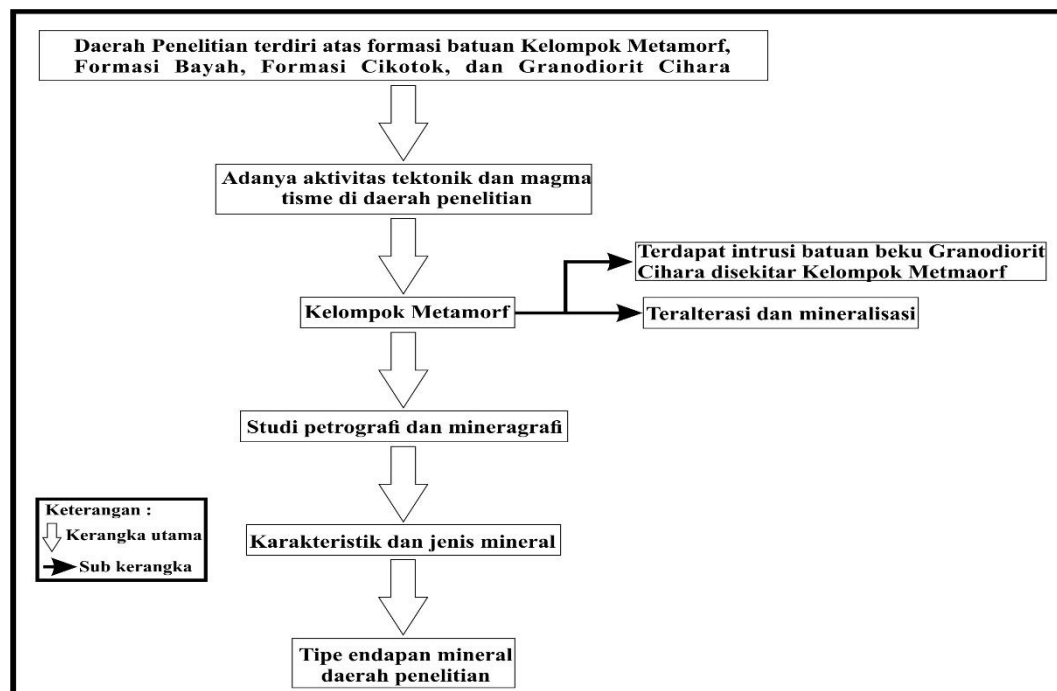 Daerah Penelitian terdiri atas formasi batuan Kelompok Metamorf,
Formasi Bayah, Formasi Cikotok, dan Granodiorit Cihara
Adanya aktivitas tektonik dan magma
tisme di daerah penelitian
Terdapat intrusi batuan beku Granodiorit
Cihara disekitar Kelompok Metmaorf
Kelompok Metamorf
Teralterasi dan mineralisasi
Studi petrografi dan mineragrafi
Keterangan :
Kerangka utama
Sub kerangka
Karakteristik dan jenis mineral
Tipe endapan mineral
daerah penelitian